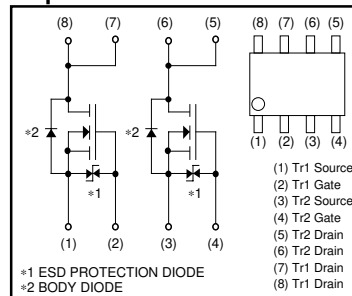 (8) (7) (6) (5) (8) (7) (6) (5)
∗2 ∗2
∗1 ∗1
(1) (2) (3) (4)
(1) (2) (3) (4)
(1) Tr1 Source
(2) Tr1 Gate
(3) Tr2 Source
(4) Tr2 Gate
(5) Tr2 Drain
(6) Tr2 Drain
(7) Tr1 Drain
(8) Tr1 Drain
∗1 ESD PROTECTION DIODE
∗2 BODY DIODE